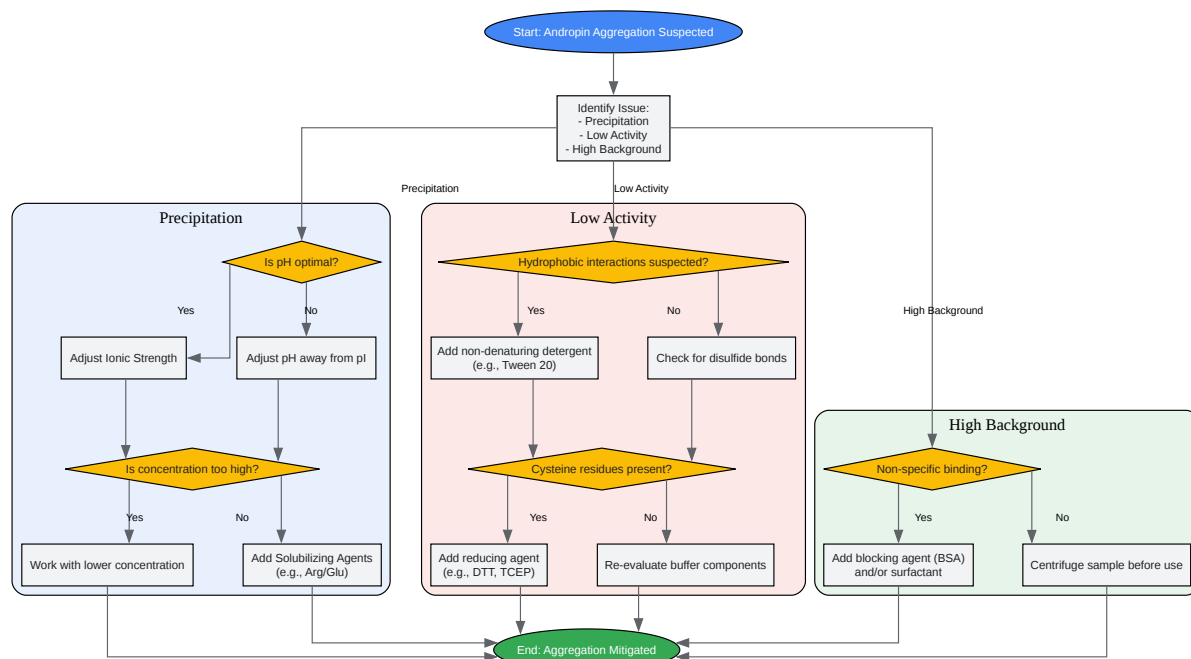 Start: Andropin Aggregation Suspected
Identify Issue:
- Precipitation
- Low Activity
- High Background
Precipitation
Low Activity
High Background
Precipitation
Is pH optimal?
Yes
No
Adjust Ionic Strength
Adjust pH away from pI
Is concentration too high?
Yes
No
Work with lower concentration
Add Solubilizing Agents
(e.g., Arg/Glu)
Low Activity
Hydrophobic interactions suspected?
Yes
No
Add non-denaturing detergent
(e.g., Tween 20)
Check for disulfide bonds
Cysteine residues present?
Yes
No
Add reducing agent
(e.g., DTT, TCEP)
Re-evaluate buffer components
High Background
Non-specific binding?
Yes
No
Add blocking agent (BSA)
and/or surfactant
Centrifuge sample before use
End: Aggregation Mitigated